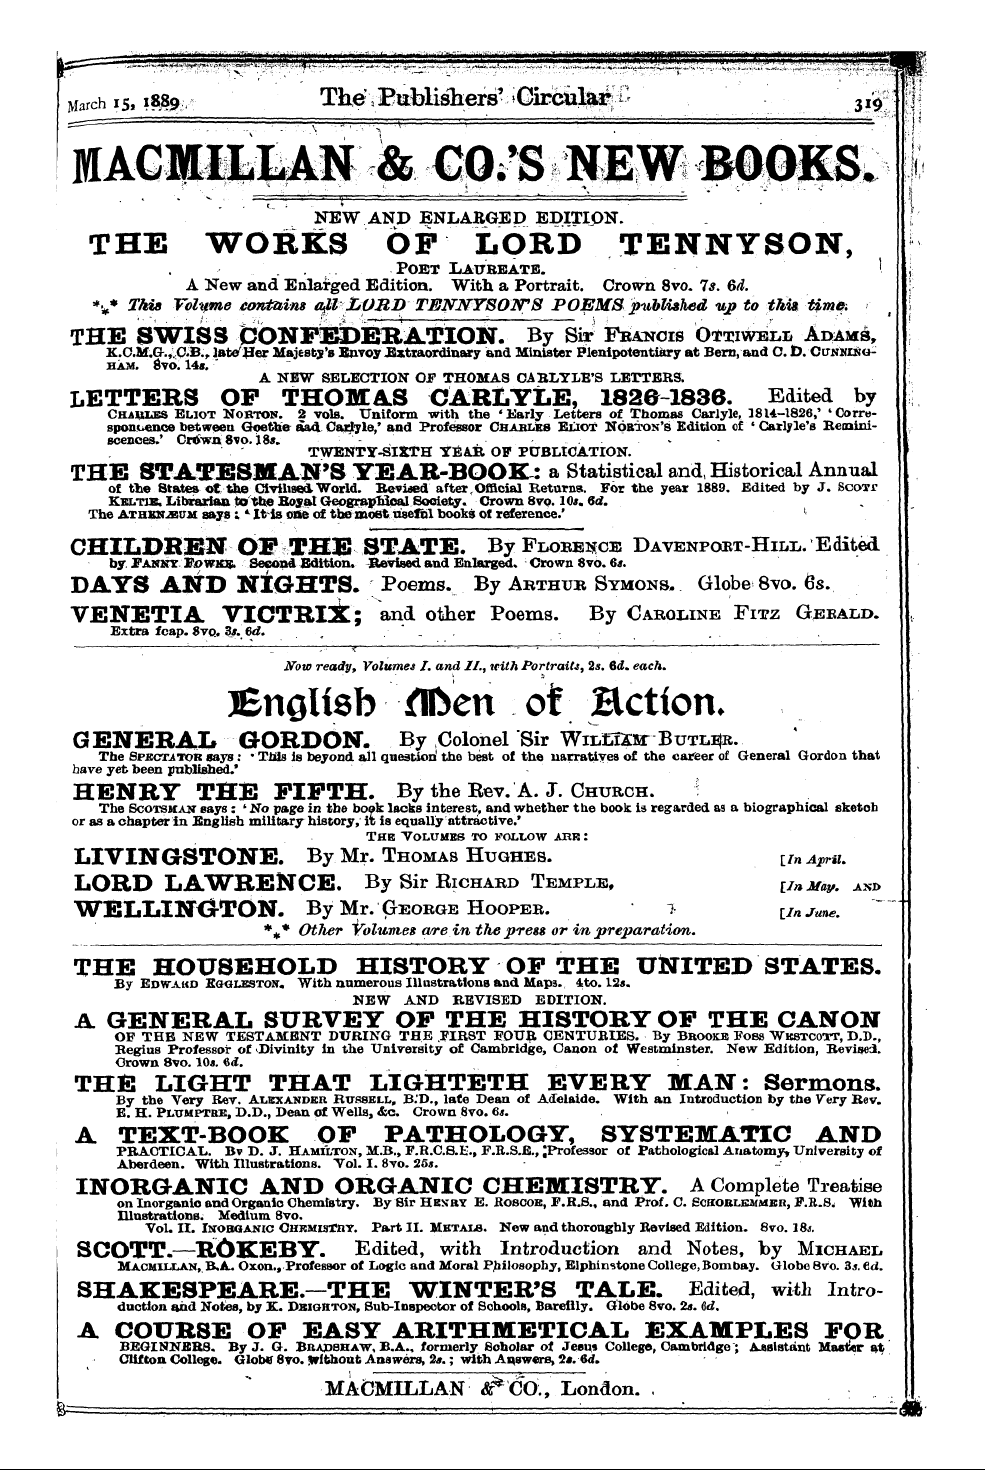 March 15, 1889 The Publishers' Circular 319
MACMILLAN & CO.'S NEW BOOKS.
NEW AND ENLARGED EDITION.
THE WORKS OF LORD TENNYSON,
POET LAUREATE.
A New and Enlarged Edition. With a Portrait. Crown 8vo. 7s. 6d.
*** This Volume contains all LORD TENNYSON'S POEMS published up to this time.
THE SWISS CONFEDERATION. By Sir FRANCIS OTTIWELL ADAMS,
K.C.M.G., C.B., late Her Majesty's Envoy Extraordinary and Minister Plenipotentiary at Bern, and C. D. CUNNING-
HAM. 8vo. 14s.
A NEW SELECTION OF THOMAS CARLYLE'S LETTERS.
LETTERS OF THOMAS CARLYLE, 1826-1836. Edited by
CHARLES ELIOT NORTON. 2 vols. Uniform with the 'Early Letters of Thomas Carlyle, 1814-1826,' 'Corre-
spondence between Goethe and Carlyle,' and Professor CHARLES ELIOT NORTON'S Edition of 'Carlyle's Remini-
scences.' Crown 8vo. 18s.
TWENTY-SIXTH YEAR OF PUBLICATION.
THE STATESMAN'S YEAR-BOOK: a Statistical and Historical Annual
of the States of the Civilised World. Revised after Official Returns. For the year 1889. Edited by J. SCOTT
KELTIE, Librarian to the Royal Geographical Society. Crown 8vo. 10s. 6d.
The ATHENÆUM says: 'It is one of the most useful books of reference.'
CHILDREN OF THE STATE. By FLORENCE DAVENPORT-HILL. Edited
by FANNY FOWKE. Second Edition. Revised and Enlarged. Crown 8vo. 6s.
DAYS AND NIGHTS. Poems. By ARTHUR SYMONS. Globe 8vo. 6s.
VENETIA VICTRIX; and other Poems. By CAROLINE FITZ GERALD.
Extra fcap. 8vo. 3s. 6d.
Now ready, Volumes I. and II., with Portraits, 2s. 6d. each.
English Men of Action.
GENERAL GORDON. By Colonel Sir WILLIAM BUTLER.
The SPECTATOR says: 'This is beyond all question the best of the narratives of the career of General Gordon that
have yet been published.'
HENRY THE FIFTH. By the Rev. A. J. CHURCH.
The SCOTSMAN says: 'No page in the book lacks interest, and whether the book is regarded as a biographical sketch
or as a chapter in English military history, it is equally attractive.'
THE VOLUMES TO FOLLOW ARE:
LIVINGSTONE. By Mr. THOMAS HUGHES. [In April.
LORD LAWRENCE. By Sir RICHARD TEMPLE, [In May. AND
WELLINGTON. By Mr. GEORGE HOOPER. [In June.
*** Other Volumes are in the press or in preparation.
THE HOUSEHOLD HISTORY OF THE UNITED STATES.
By EDWARD EGGLESTON. With numerous Illustrations and Maps. 4to. 12s.
NEW AND REVISED EDITION.
A GENERAL SURVEY OF THE HISTORY OF THE CANON
OF THE NEW TESTAMENT DURING THE FIRST FOUR CENTURIES. By BROOKE FOSS WESTCOTT, D.D.,
Regius Professor of Divinity in the University of Cambridge, Canon of Westminster. New Edition, Revised.
Crown 8vo. 10s. 6d.
THE LIGHT THAT LIGHTETH EVERY MAN: Sermons.
By the Very Rev. ALEXANDER RUSSELL, B.D., late Dean of Adelaide. With an Introduction by the Very Rev.
E. H. PLUMPTRE, D.D., Dean of Wells, &c. Crown 8vo. 6s.
A TEXT-BOOK OF PATHOLOGY, SYSTEMATIC AND
PRACTICAL. By D. J. HAMILTON, M.B., F.R.C.S.E., F.R.S.E., Professor of Pathological Anatomy, University of
Aberdeen. With Illustrations. Vol. I. 8vo. 25s.
INORGANIC AND ORGANIC CHEMISTRY. A Complete Treatise
on Inorganic and Organic Chemistry. By Sir HENRY E. ROSCOE, F.R.S., and Prof. C. SCHORLEMMER, F.R.S. With
Illustrations. Medium 8vo.
Vol. II. INORGANIC CHEMISTRY. Part II. METALS. New and thoroughly Revised Edition. 8vo. 18s.
SCOTT.—ROKEBY. Edited, with Introduction and Notes, by MICHAEL
MACMILLAN, B.A. Oxon., Professor of Logic and Moral Philosophy, Elphinstone College, Bombay. Globe 8vo. 3s. 6d.
SHAKESPEARE.—THE WINTER'S TALE. Edited, with Intro-
duction and Notes, by K. DEIGHTON, Sub-Inspector of Schools, Bareilly. Globe 8vo. 2s. 6d.
A COURSE OF EASY ARITHMETICAL EXAMPLES FOR
BEGINNERS. By J. G. BRADSHAW, B.A., formerly Scholar of Jesus College, Cambridge; Assistant Master at
Clifton College. Globe 8vo. Without Answers, 2s.; with Answers, 2s. 6d.
MACMILLAN & CO., London.